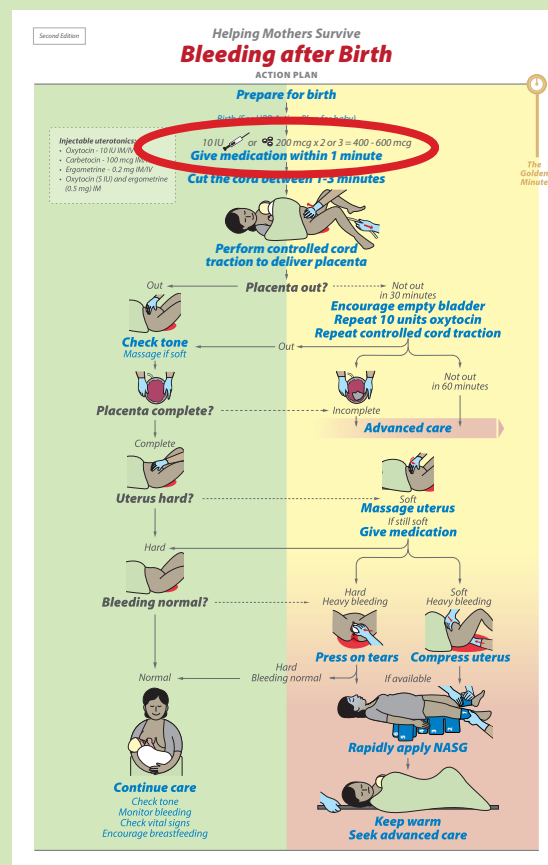 Second Edition
Helping Mothers Survive
Bleeding after Birth
ACTION PLAN
Prepare for birth
Injectable uterotonics:
• Oxytocin - 10 IU IM/IV
• Carbetocin - 100 mcg IM/
• Ergametrine – 0.2 mg IM/IV
• Oxytocin (5 IU) and ergometrine
(0.5 mg) IM
10 IU or 200 mcg x 2 or 3 = 400 - 600 mcg
Give medication within 1 minute
Cut the cord between 1-3 minutes
The
Golden
Minute
Perform controlled cord
traction to deliver placenta
Placenta out?
Out
Not out
in 30 minutes
Encourage empty bladder
Repeat 10 units oxytocin
Repeat controlled cord traction
Out
Check tone
Massage if soft
Not out
in 60 minutes
Placenta complete?
Incomplete
Advanced care
Complete
Uterus hard?
Soft
Massage uterus
If still soft
Give medication
Hard
Bleeding normal?
Hard
Heavy bleeding
Soft
Heavy bleeding
Press on tears
Compress uterus
Hard
Bleeding normal
Normal
If available
Rapidly apply NASG
Continue care
Check tone
Monitor bleeding
Check vital signs
Encourage breastfeeding
Keep warm
Seek advanced care